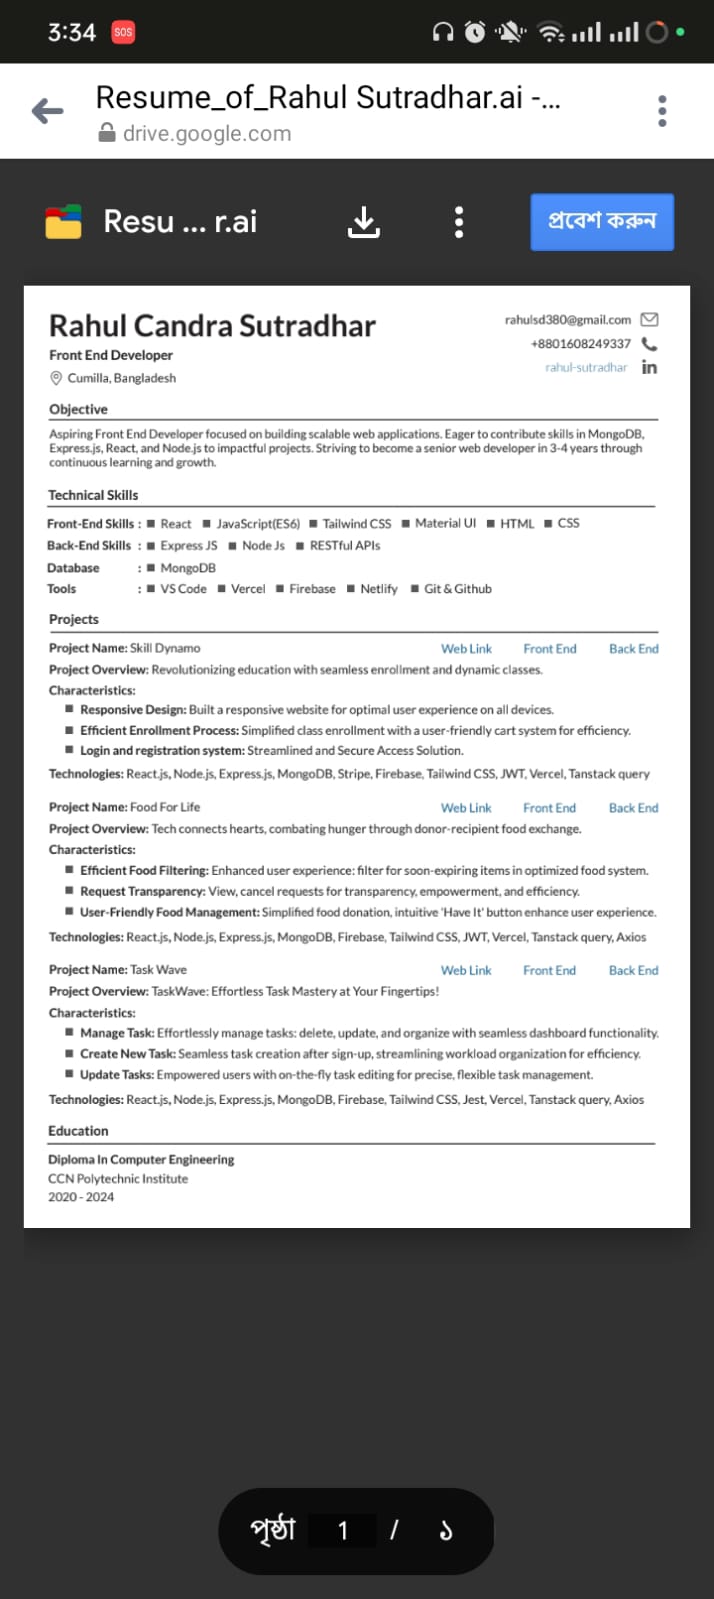 3:34 SOS
Resume_of_Rahul Sutradhar.ai -...
drive.google.com
Resu ... r.ai
প্রবেশ করুন
Rahul Candra Sutradhar
Front End Developer
Cumilla, Bangladesh
rahulsd380@gmail.com
+8801608249337
rahul-sutradhar in
Objective
Aspiring Front End Developer focused on building scalable web applications. Eager to contribute skills in MongoDB,
Express.js, React, and Node.js to impactful projects. Striving to become a senior web developer in 3-4 years through
continuous learning and growth.
Technical Skills
Front-End Skills : ■ React ■ JavaScript(ES6) ■ Tailwind CSS ■ Material UI ■ HTML ■ CSS
Back-End Skills : ■ Express JS ■ Node Js ■ RESTful APIs
Database : ■ MongoDB
Tools : ■ VS Code ■ Vercel ■ Firebase ■ Netlify ■ Git & Github
Projects
Project Name: Skill Dynamo Web Link Front End Back End
Project Overview: Revolutionizing education with seamless enrollment and dynamic classes.
Characteristics:
■ Responsive Design: Built a responsive website for optimal user experience on all devices.
■ Efficient Enrollment Process: Simplified class enrollment with a user-friendly cart system for efficiency.
■ Login and registration system: Streamlined and Secure Access Solution.
Technologies: React.js, Node.js, Express.js, MongoDB, Stripe, Firebase, Tailwind CSS, JWT, Vercel, Tanstack query
Project Name: Food For Life Web Link Front End Back End
Project Overview: Tech connects hearts, combating hunger through donor-recipient food exchange.
Characteristics:
■ Efficient Food Filtering: Enhanced user experience: filter for soon-expiring items in optimized food system.
■ Request Transparency: View, cancel requests for transparency, empowerment, and efficiency.
■ User-Friendly Food Management: Simplified food donation, intuitive 'Have It' button enhance user experience.
Technologies: React.js, Node.js, Express.js, MongoDB, Firebase, Tailwind CSS, JWT, Vercel, Tanstack query, Axios
Project Name: Task Wave Web Link Front End Back End
Project Overview: TaskWave: Effortless Task Mastery at Your Fingertips!
Characteristics:
■ Manage Task: Effortlessly manage tasks: delete, update, and organize with seamless dashboard functionality.
■ Create New Task: Seamless task creation after sign-up, streamlining workload organization for efficiency.
■ Update Tasks: Empowered users with on-the-fly task editing for precise, flexible task management.
Technologies: React.js, Node.js, Express.js, MongoDB, Firebase, Tailwind CSS, Jest, Vercel, Tanstack query, Axios
Education
Diploma In Computer Engineering
CCN Polytechnic Institute
2020 - 2024
পৃষ্ঠা 1 / ১